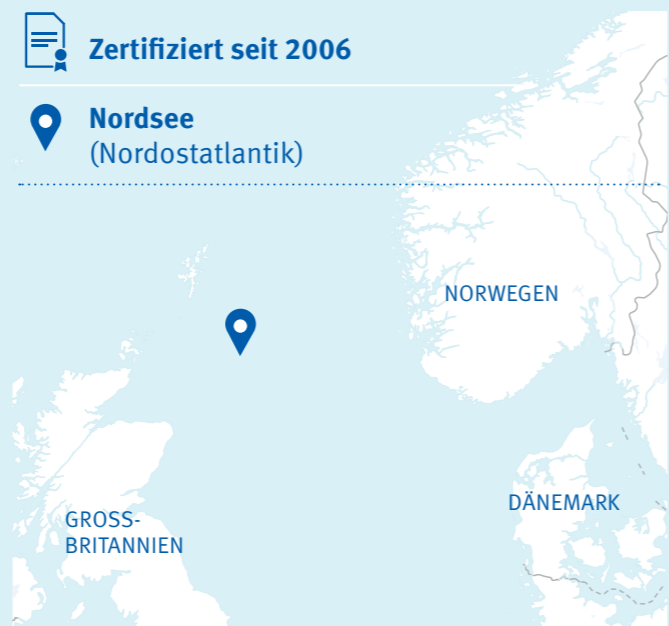 Zertifiziert seit 2006
Nordsee
(Nordostatlantik)
NORWEGEN
DÄNEMARK
GROSS-
BRITANNIEN